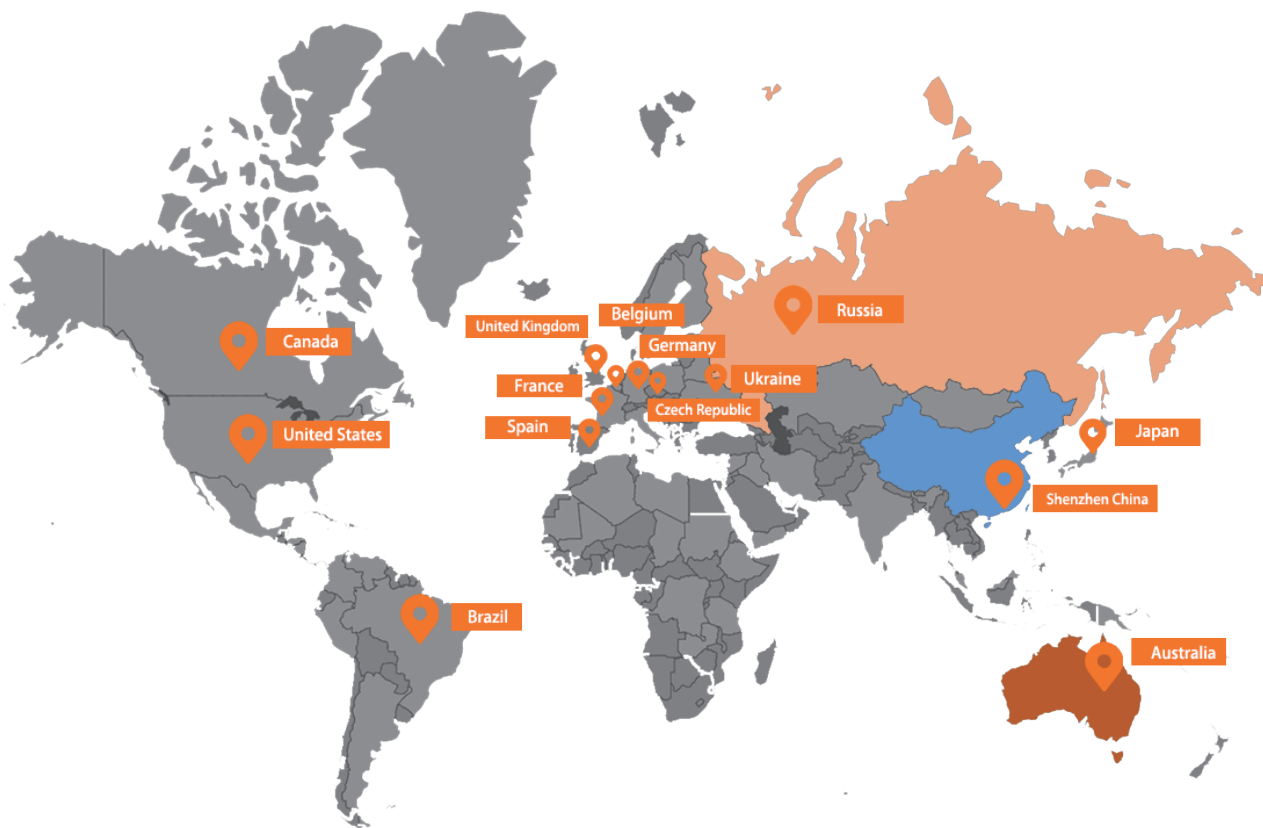 Belgium
Russia
United Kingdom
Canada
Germany
Ukraine
France
Czech Republic
Spain
United States
Japan
Shenzhen China
Brazil
Australia